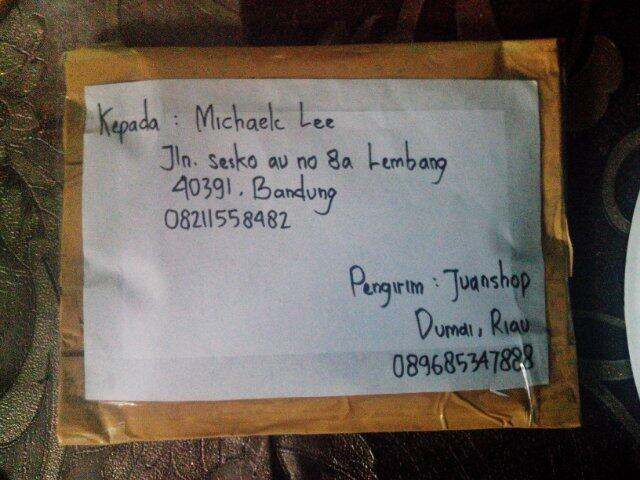 Kepada : Michaelc Lee
Jln. sesko au no 8a Lembang
40391. Bandung
08211558482
Pengirim : Juanshop
Dumai, Riau
089685347888